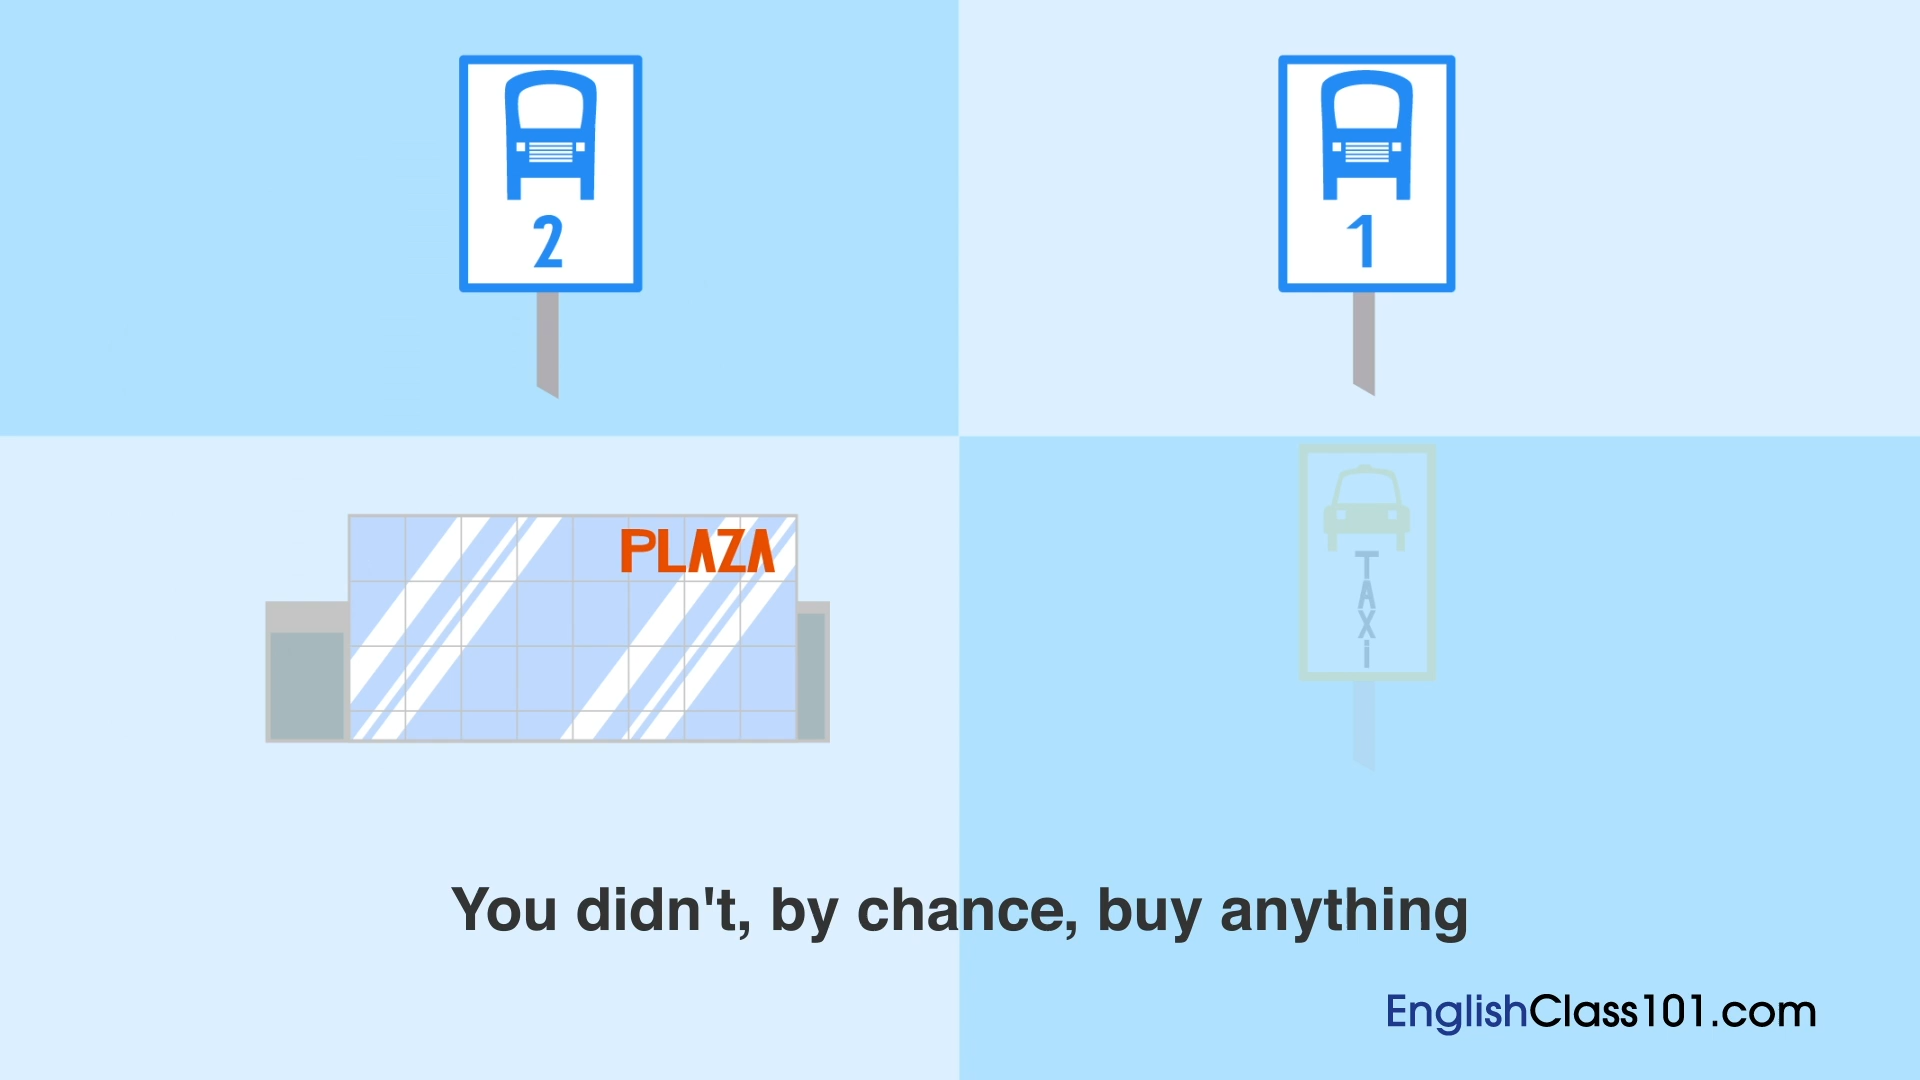 2
1
PLAZA
TAXi
You didn't, by chance, buy anything
EnglishClass101.com